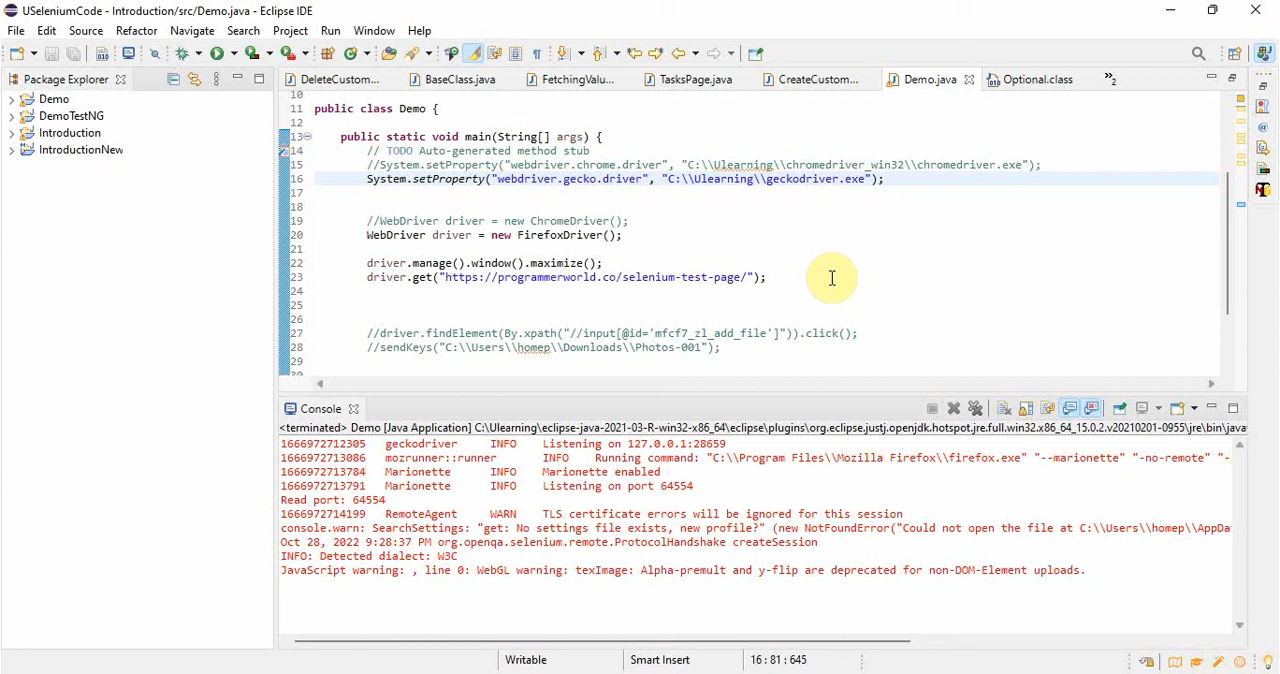 USeleniumCode - Introduction/src/Demo.java - Eclipse IDE
File Edit Source Refactor Navigate Search Project Run Window Help
Package Explorer
DeleteCustom... BaseClass.java FetchingValu... TasksPage.java CreateCustom... Demo.java Optional.class »2
Demo
DemoTestNG
Introduction
IntroductionNew
10
11 public class Demo {
12
13 public static void main(String[] args) {
14 // TODO Auto-generated method stub
15 //System.setProperty("webdriver.chrome.driver", "C:\\Ulearning\\chromedriver_win32\\chromedriver.exe");
16 System.setProperty("webdriver.gecko.driver", "C:\\Ulearning\\geckodriver.exe");
17
18
19 //WebDriver driver = new ChromeDriver();
20 WebDriver driver = new FirefoxDriver();
21
22 driver.manage().window().maximize();
23 driver.get("https://programmerworld.co/selenium-test-page/");
24
25
26
27 //driver.findElement(By.xpath("//input[@id='mfcf7_zl_add_file']")).click();
28 //sendKeys("C:\\Users\\homep\\Downloads\\Photos-001");
29
30
Console
<terminated> Demo [Java Application] C:\Ulearning\eclipse-java-2021-03-R-win32-x86_64\eclipse\plugins\org.eclipse.justj.openjdk.hotspot.jre.full.win32.x86_64_15.0.2.v20210201-0955\jre\bin\java
1666972712305 geckodriver INFO Listening on 127.0.0.1:28659
1666972713086 mozrunner::runner INFO Running command: "C:\\Program Files\\Mozilla Firefox\\firefox.exe" "--marionette" "-no-remote" "-
1666972713784 Marionette INFO Marionette enabled
1666972713791 Marionette INFO Listening on port 64554
Read port: 64554
1666972714199 RemoteAgent WARN TLS certificate errors will be ignored for this session
console.warn: SearchSettings: "get: No settings file exists, new profile?" (new NotFoundError("Could not open the file at C:\\Users\\homep\\AppDa
Oct 28, 2022 9:28:37 PM org.openqa.selenium.remote.ProtocolHandshake createSession
INFO: Detected dialect: W3C
JavaScript warning: , line 0: WebGL warning: texImage: Alpha-premult and y-flip are deprecated for non-DOM-Element uploads.
Writable Smart Insert 16 : 81 : 645